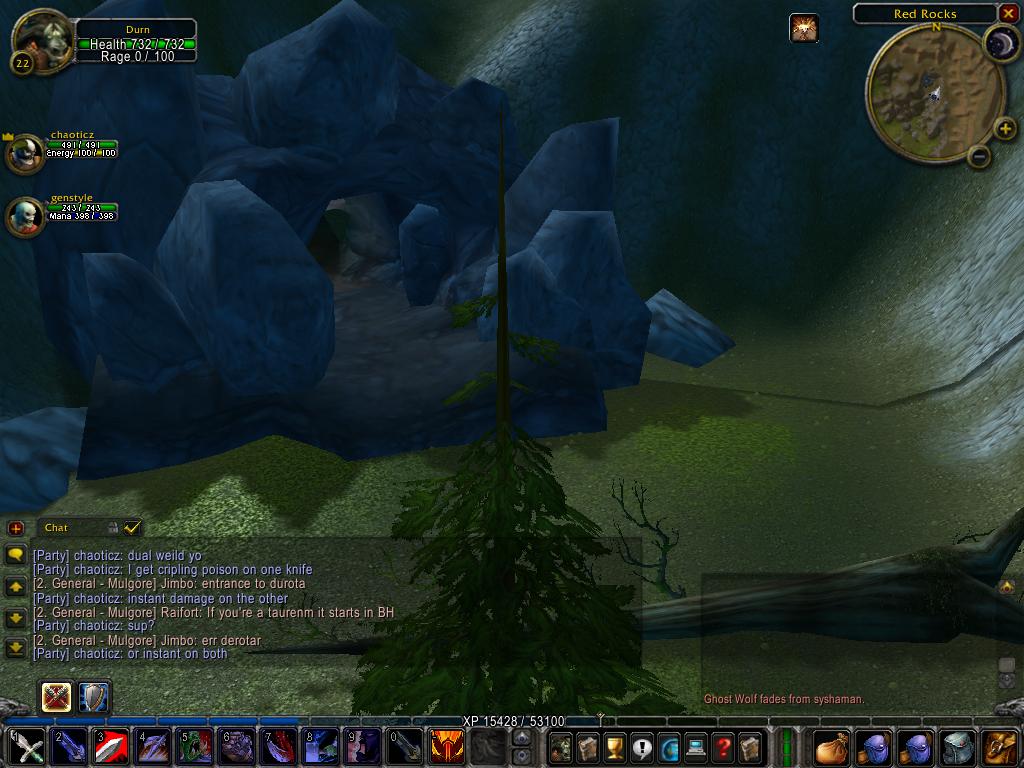 Durn
Health 732 / 732
Rage 0 / 100
22
Red Rocks
N
chaoticz
491 / 491
Energy 100 / 100
genstyle
243 / 243
Mana 398 / 398
Chat
[Party] chaoticz: dual weild yo
[Party] chaoticz: I get cripling poison on one knife
[2. General - Mulgore] Jimbo: entrance to durota
[Party] chaoticz: instant damage on the other
[2. General - Mulgore] Raifort: If you're a taurenm it starts in BH
[Party] chaoticz: sup?
[2. General - Mulgore] Jimbo: err derotar
[Party] chaoticz: or instant on both
Ghost Wolf fades from syshaman.
XP 15428 / 53100
1 2 3 4 5 6 7 8 9 0 -